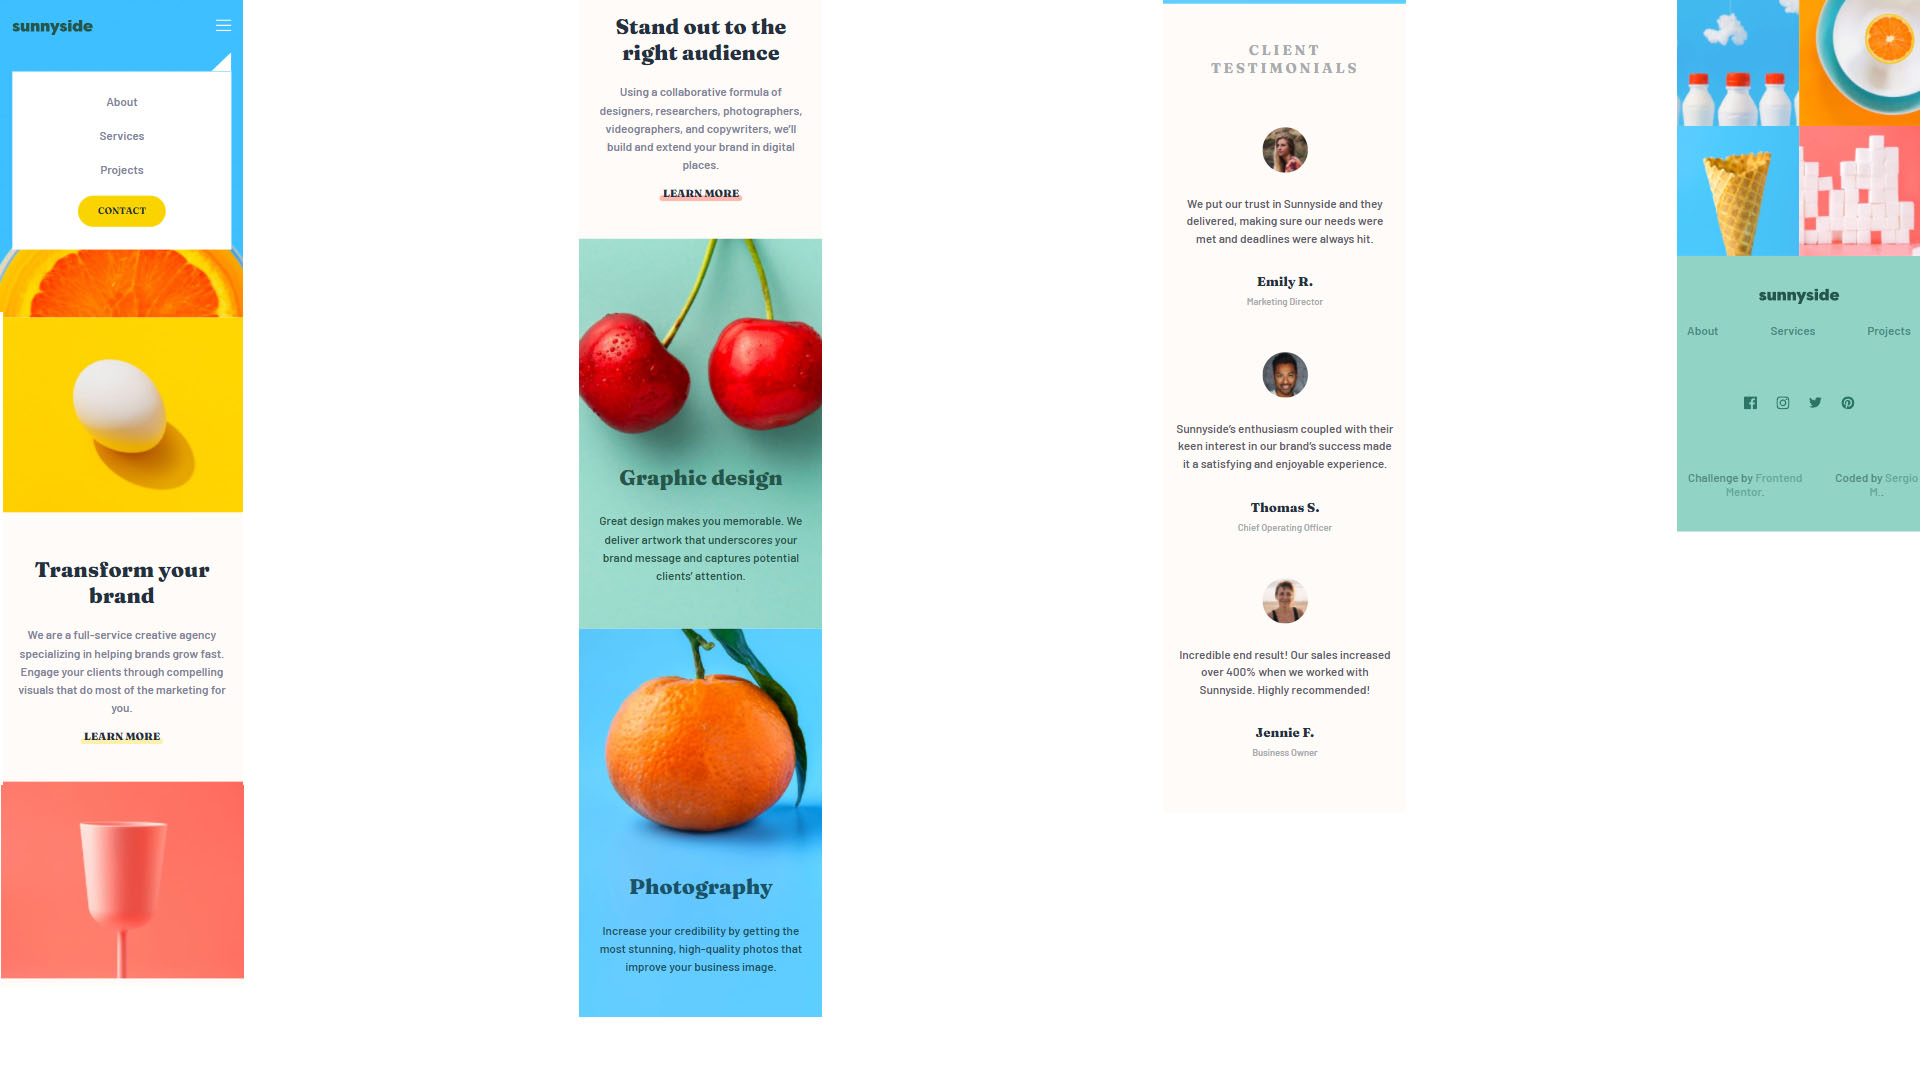 sunnyside
About
Services
Projects
CONTACT
Transform your
brand
We are a full-service creative agency
specializing in helping brands grow fast.
Engage your clients through compelling
visuals that do most of the marketing for
you.
LEARN MORE
Stand out to the
right audience
Using a collaborative formula of
designers, researchers, photographers,
videographers, and copywriters, we'll
build and extend your brand in digital
places.
LEARN MORE
Graphic design
Great design makes you memorable. We
deliver artwork that underscores your
brand message and captures potential
clients' attention.
Photography
Increase your credibility by getting the
most stunning, high-quality photos that
improve your business image.
CLIENT
TESTIMONIALS
We put our trust in Sunnyside and they
delivered, making sure our needs were
met and deadlines were always hit.
Emily R.
Marketing Director
Sunnyside's enthusiasm coupled with their
keen interest in our brand's success made
it a satisfying and enjoyable experience.
Thomas S.
Chief Operating Officer
Incredible end result! Our sales increased
over 400% when we worked with
Sunnyside. Highly recommended!
Jennie F.
Business Owner
sunnyside
About Services Projects
Challenge by Frontend
Mentor.
Coded by Sergio
M..